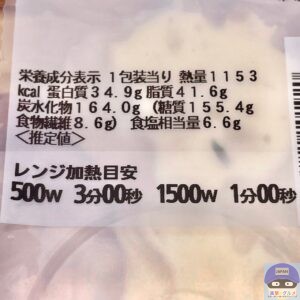 栄養成分表示 1包装当り 熱量1153
kcal 蛋白質34.9g 脂質41.6g
炭水化物164.0g(糖質155.4g
食物繊維8.6g) 食塩相当量6.6g
<推定値>
レンジ加熱目安
500W 3分00秒 1500W 1分00秒